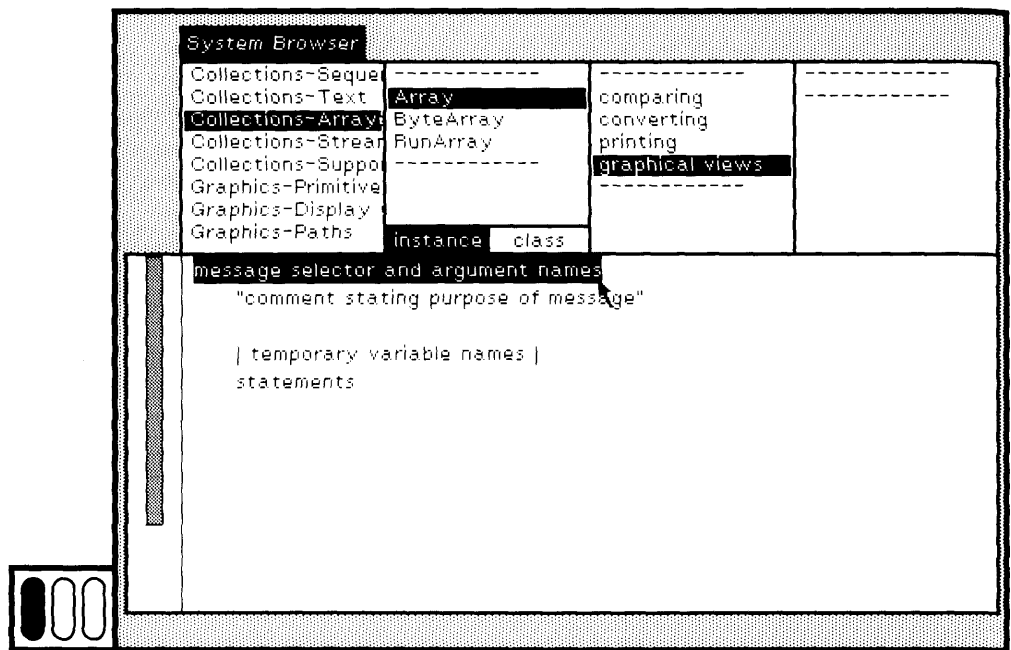 System Browser
Collections-Seque
Collections-Text
Collections-Array
Collections-Strear
Collections-Suppo
Graphics-Primitive
Graphics-Display
Graphics-Paths
------------
Array
ByteArray
RunArray
------------
instance class
------------
comparing
converting
printing
graphical views
------------
------------
------------
message selector and argument names
"comment stating purpose of message"
| temporary variable names |
statements